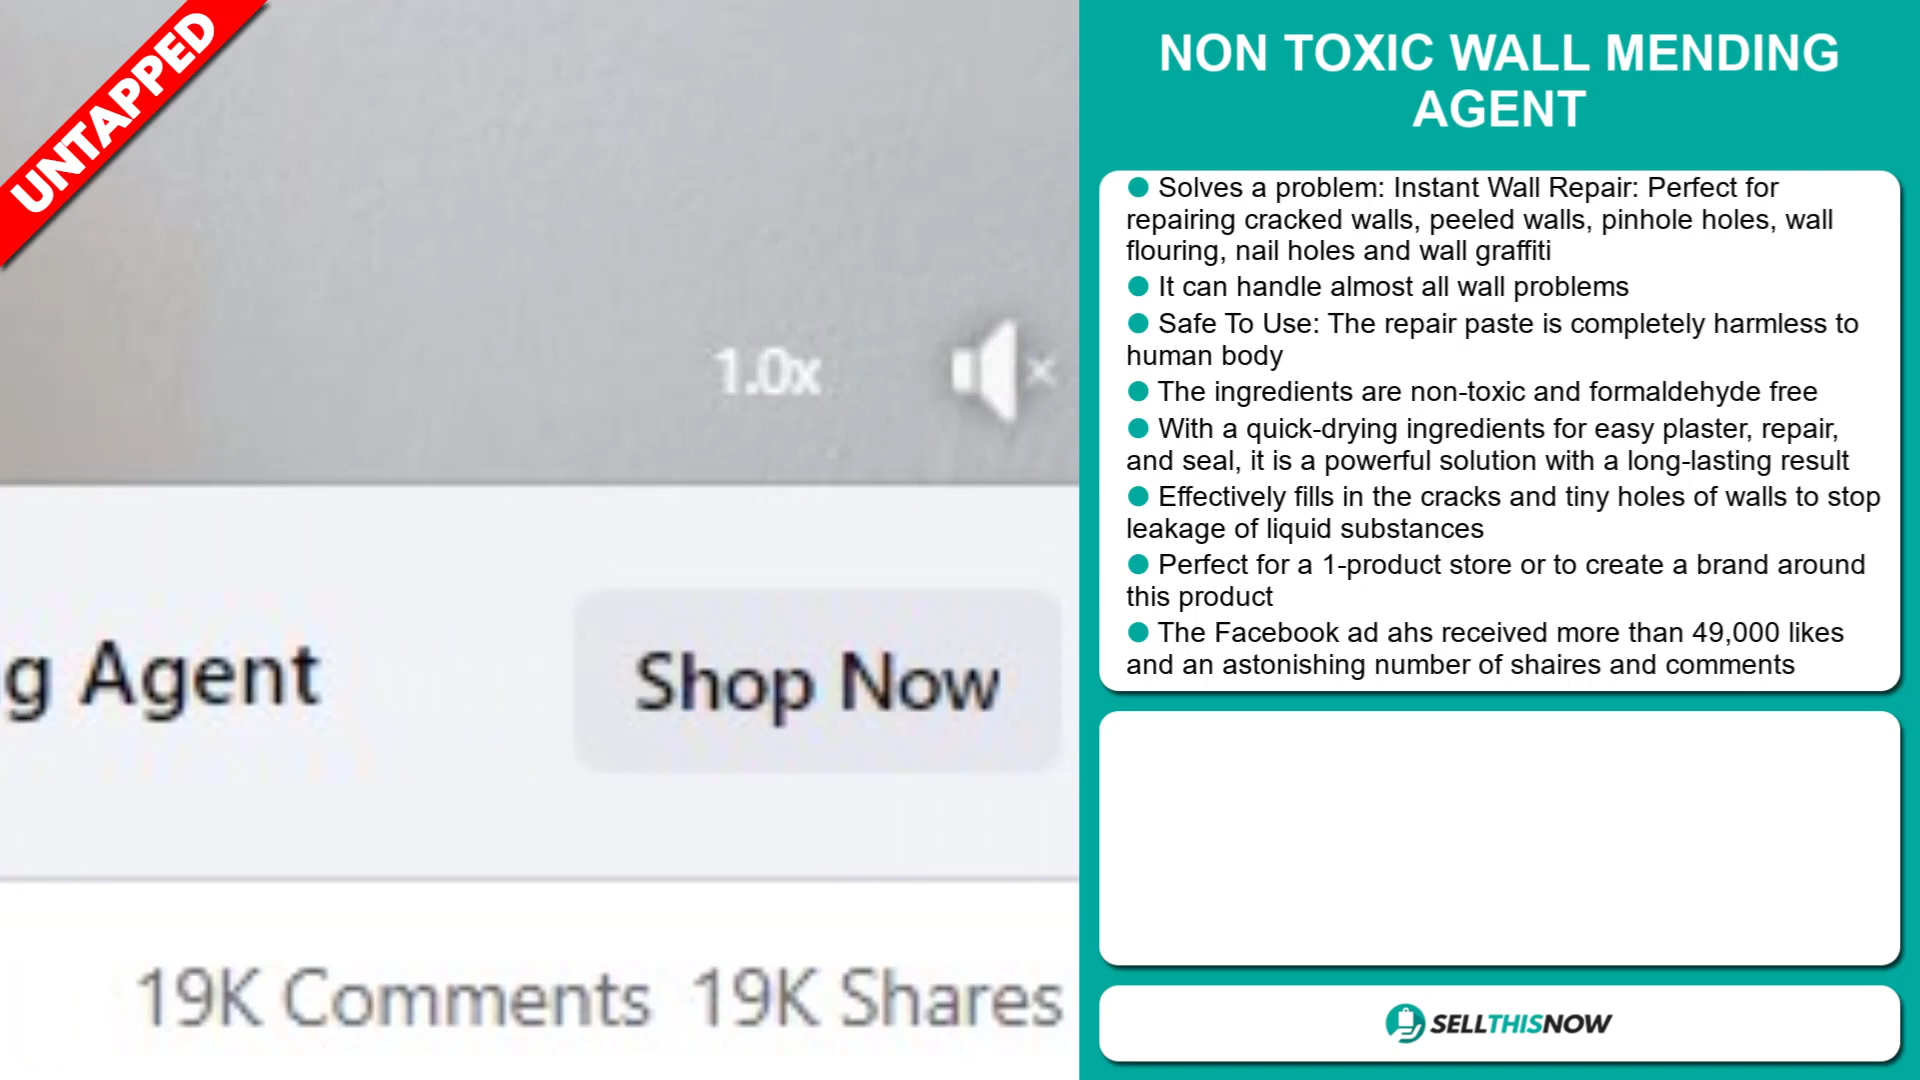 UNTAPPED
1.0x
g Agent
Shop Now
19K Comments 19K Shares
NON TOXIC WALL MENDING
AGENT
● Solves a problem: Instant Wall Repair: Perfect for
repairing cracked walls, peeled walls, pinhole holes, wall
flouring, nail holes and wall graffiti
● It can handle almost all wall problems
● Safe To Use: The repair paste is completely harmless to
human body
● The ingredients are non-toxic and formaldehyde free
● With a quick-drying ingredients for easy plaster, repair,
and seal, it is a powerful solution with a long-lasting result
● Effectively fills in the cracks and tiny holes of walls to stop
leakage of liquid substances
● Perfect for a 1-product store or to create a brand around
this product
● The Facebook ad ahs received more than 49,000 likes
and an astonishing number of shaires and comments
SELLTHISNOW